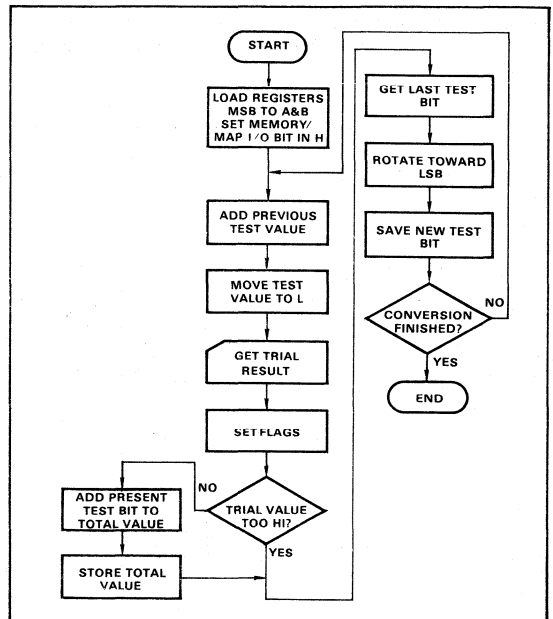 START
LOAD REGISTERS
MSB TO A&B
SET MEMORY/
MAP I/O BIT IN H
ADD PREVIOUS
TEST VALUE
MOVE TEST
VALUE TO L
GET TRIAL
RESULT
SET FLAGS
TRIAL VALUE
TOO HI?
NO
YES
ADD PRESENT
TEST BIT TO
TOTAL VALUE
STORE TOTAL
VALUE
GET LAST TEST
BIT
ROTATE TOWARD
LSB
SAVE NEW TEST
BIT
CONVERSION
FINISHED?
NO
YES
END